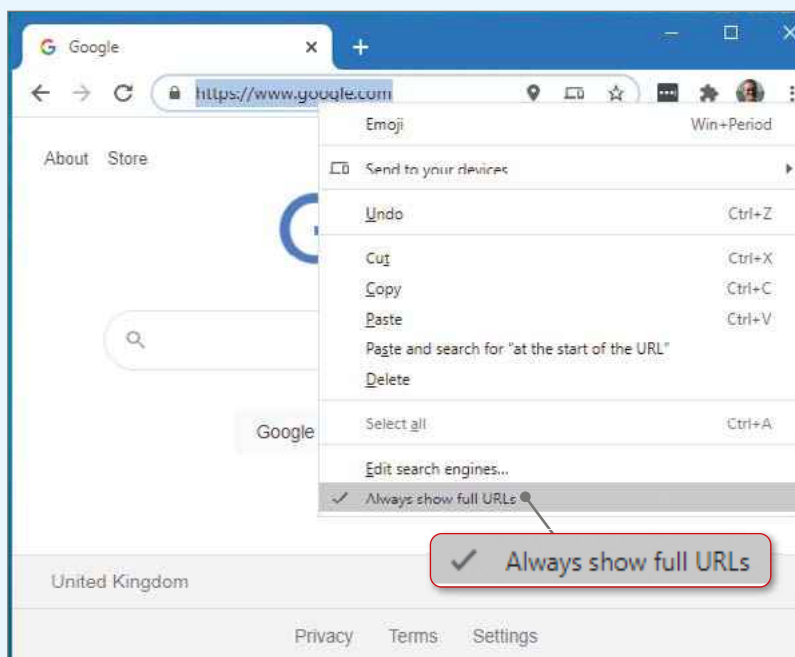 Google
https://www.google.com
Emoji Win+Period
About Store
Send to your devices
Undo Ctrl+Z
Cut Ctrl+X
Copy Ctrl+C
Paste Ctrl+V
Paste and search for “at the start of the URL”
Delete
Google
Select all Ctrl+A
Edit search engines...
Always show full URLs
Always show full URLs
United Kingdom
Privacy Terms Settings